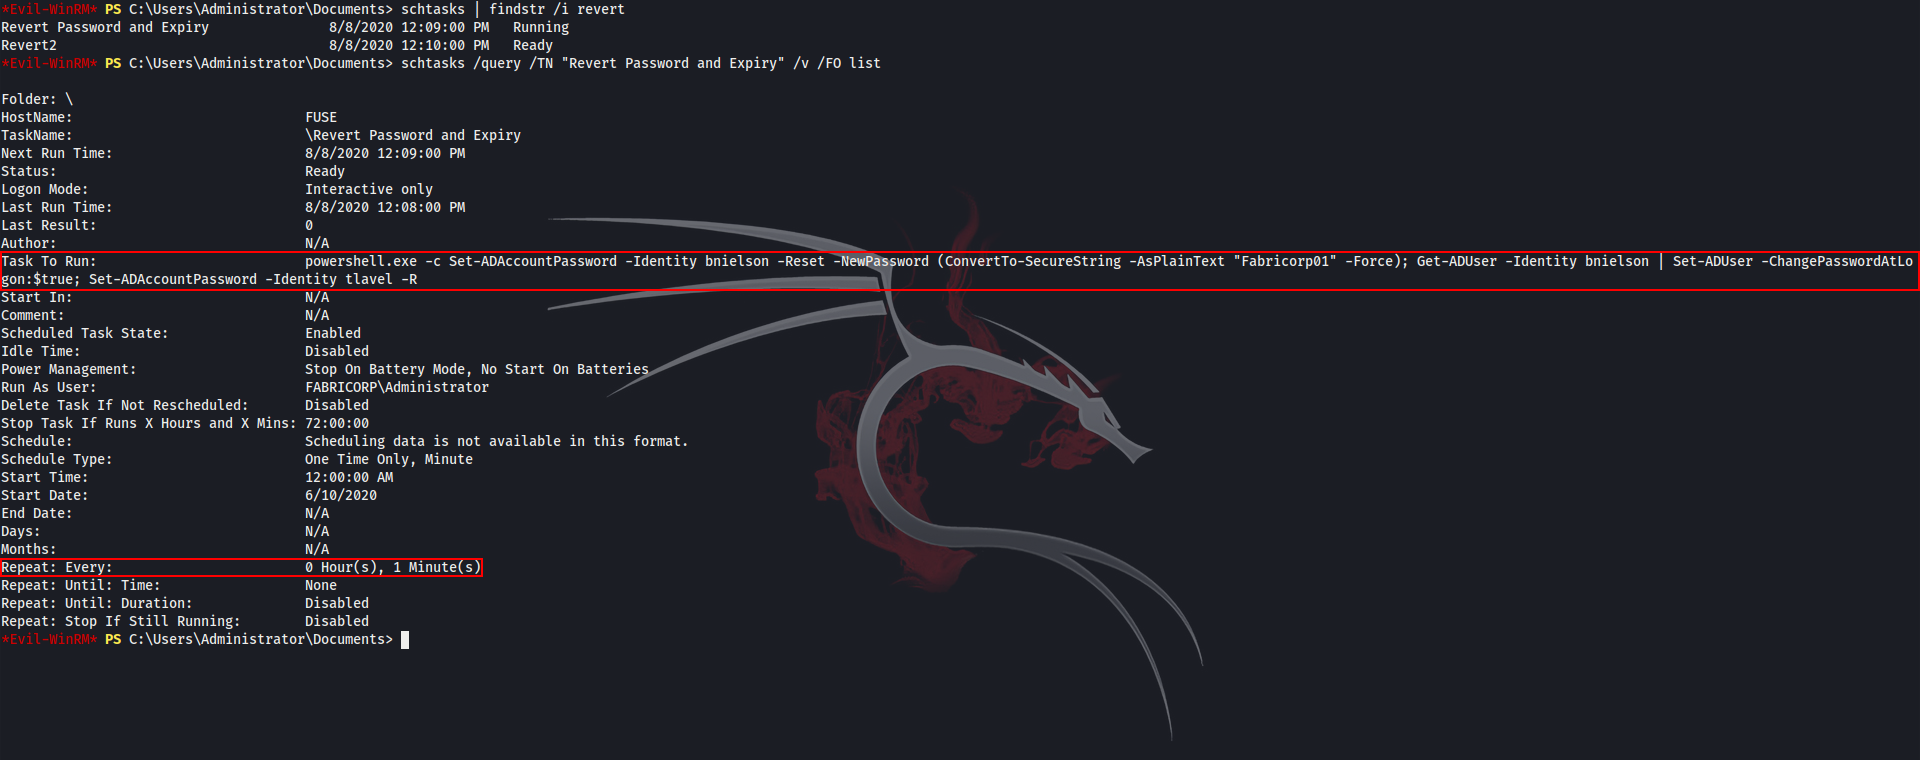 *Evil-WinRM* PS C:\Users\Administrator\Documents> schtasks | findstr /i revert
Revert Password and Expiry               8/8/2020 12:09:00 PM   Running
Revert2                                  8/8/2020 12:10:00 PM   Ready
*Evil-WinRM* PS C:\Users\Administrator\Documents> schtasks /query /TN "Revert Password and Expiry" /v /FO list
Folder: \
HostName:                             FUSE
TaskName:                             \Revert Password and Expiry
Next Run Time:                        8/8/2020 12:09:00 PM
Status:                               Ready
Logon Mode:                           Interactive only
Last Run Time:                        8/8/2020 12:08:00 PM
Last Result:                          0
Author:                               N/A
Task To Run:                          powershell.exe -c Set-ADAccountPassword -Identity bnielson -Reset -NewPassword (ConvertTo-SecureString -AsPlainText "Fabricorp01" -Force); Get-ADUser -Identity bnielson | Set-ADUser -ChangePasswordAtLo
gon:$true; Set-ADAccountPassword -Identity tlavel -R
Start In:                             N/A
Comment:                              N/A
Scheduled Task State:                 Enabled
Idle Time:                            Disabled
Power Management:                     Stop On Battery Mode, No Start On Batteries
Run As User:                          FABRICORP\Administrator
Delete Task If Not Rescheduled:       Disabled
Stop Task If Runs X Hours and X Mins: 72:00:00
Schedule:                             Scheduling data is not available in this format.
Schedule Type:                        One Time Only, Minute
Start Time:                           12:00:00 AM
Start Date:                           6/10/2020
End Date:                             N/A
Days:                                 N/A
Months:                               N/A
Repeat: Every:                        0 Hour(s), 1 Minute(s)
Repeat: Until: Time:                  None
Repeat: Until: Duration:              Disabled
Repeat: Stop If Still Running:        Disabled
*Evil-WinRM* PS C:\Users\Administrator\Documents>